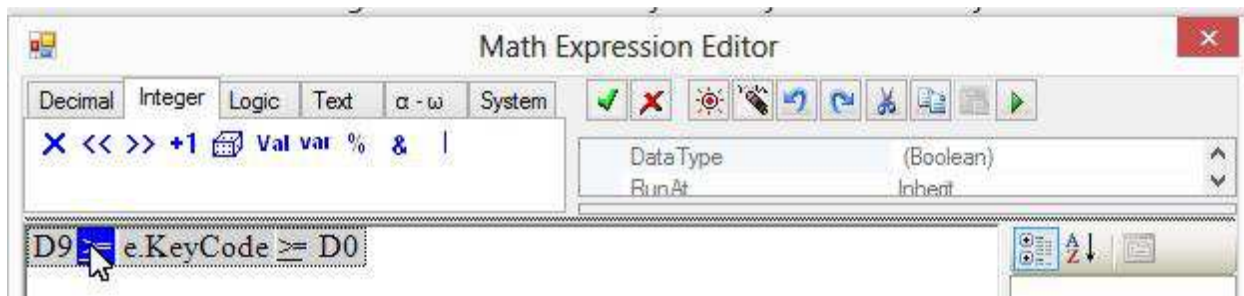 Math Expression Editor
Decimal Integer Logic Text α - ω System
X << >> +1 Val var % & |
DataType (Boolean)
RunAt Inherit
D9 >= e.KeyCode >= D0